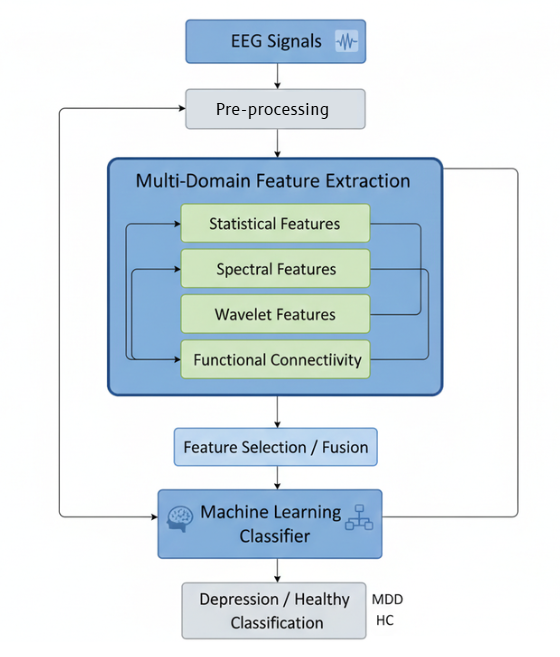 EEG Signals
Pre-processing
Multi-Domain Feature Extraction
Statistical Features
Spectral Features
Wavelet Features
Functional Connectivity
Feature Selection / Fusion
Machine Learning
Classifier
Depression / Healthy
Classification
MDD
HC